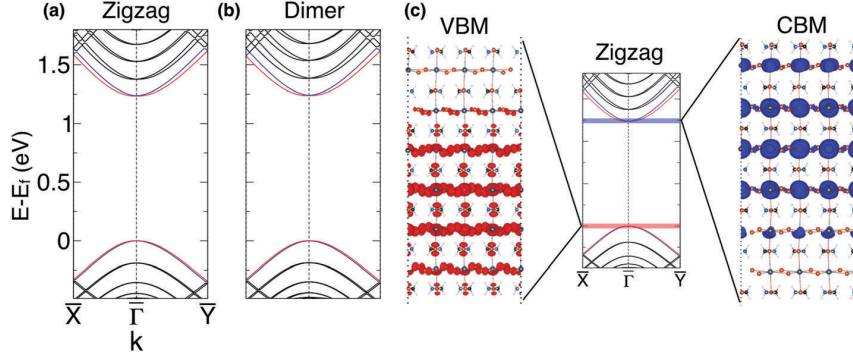 (a) Zigzag
(b) Dimer
(c)
VBM
Zigzag
CBM
E-E_f (eV)
1.5
1
0.5
0
X̅ Γ̅ Y̅
k
X̅ Γ̅ Y̅